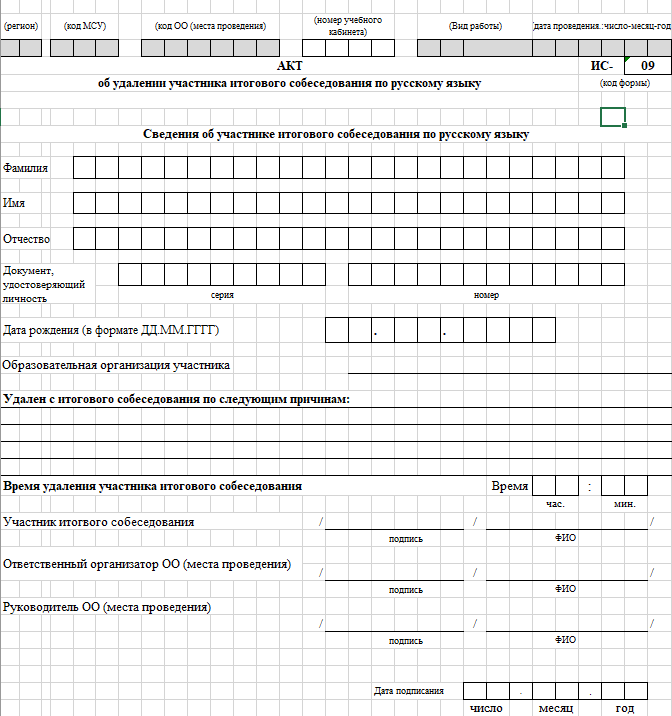 (регион) (код МСУ) (код ОО (места проведения) (номер учебного кабинета) (Вид работы) дата проведения.:число-месяц-год
АКТ ИС- 09
об удалении участника итогового собеседования по русскому языку (код формы)
Сведения об участнике итогового собеседования по русскому языку
Фамилия
Имя
Отчество
Документ,
удостоверяющий
личность
серия номер
Дата рождения (в формате ДД.ММ.ГГГГ) . .
Образовательная организация участника
Удален с итогового собеседования по следующим причинам:
Время удаления участника итогового собеседования Время :
час. мин.
Участник итогвого собеседования / / /
подпись ФИО
Ответственный организатор ОО (места проведения) / / /
подпись ФИО
Руководитель ОО (места проведения)
/ / /
подпись ФИО
Дата подписания . .
число месяц год